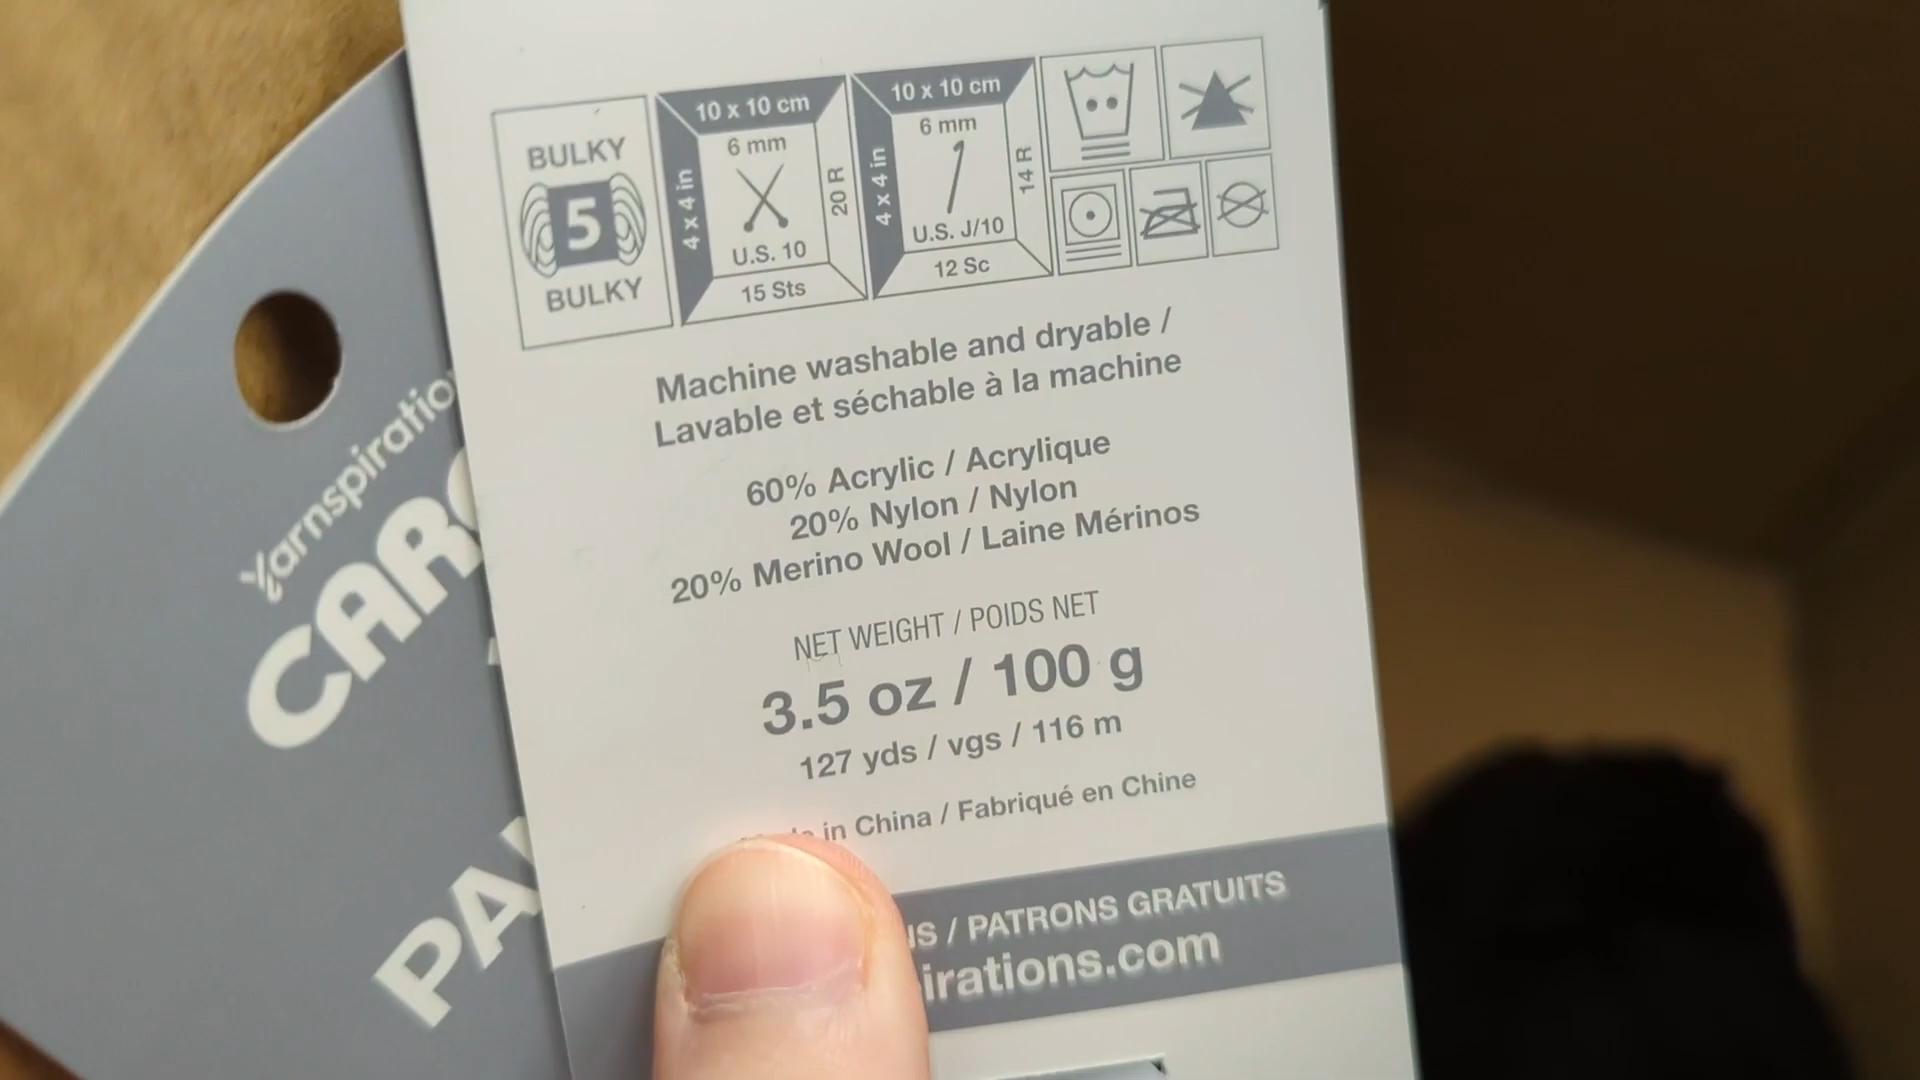 BULKY
5
BULKY
10 x 10 cm
4 x 4 in
6 mm
20 R
U.S. 10
15 Sts
10 x 10 cm
4 x 4 in
6 mm
14 R
U.S. J/10
12 Sc
Machine washable and dryable /
Lavable et séchable à la machine
60% Acrylic / Acrylique
20% Nylon / Nylon
20% Merino Wool / Laine Mérinos
NET WEIGHT / POIDS NET
3.5 oz / 100 g
127 yds / vgs / 116 m
in China / Fabriqué en Chine
/ PATRONS GRATUITS
irations.com
Yarnspiratio
CARO
PA